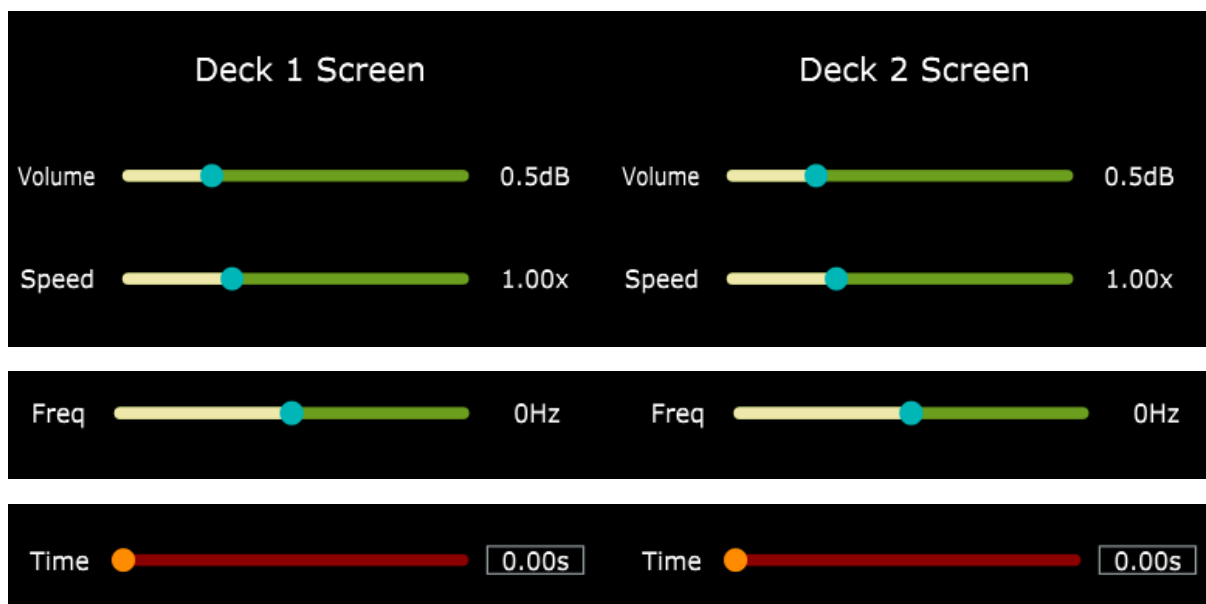 Deck 1 Screen Deck 2 Screen
Volume 0.5dB Volume 0.5dB
Speed 1.00x Speed 1.00x
Freq 0Hz Freq 0Hz
Time 0.00s Time 0.00s